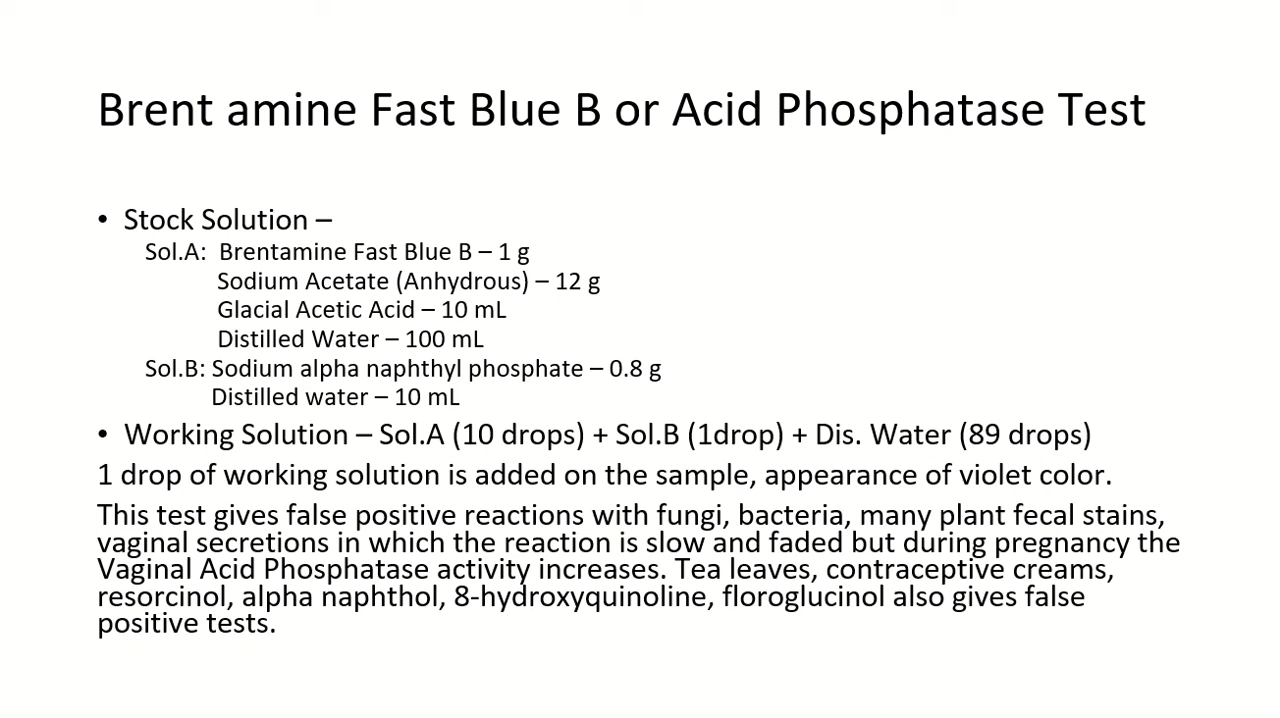 Brent amine Fast Blue B or Acid Phosphatase Test
• Stock Solution –
Sol.A: Brentamine Fast Blue B – 1 g
Sodium Acetate (Anhydrous) – 12 g
Glacial Acetic Acid – 10 mL
Distilled Water – 100 mL
Sol.B: Sodium alpha naphthyl phosphate – 0.8 g
Distilled water – 10 mL
• Working Solution – Sol.A (10 drops) + Sol.B (1drop) + Dis. Water (89 drops)
1 drop of working solution is added on the sample, appearance of violet color.
This test gives false positive reactions with fungi, bacteria, many plant fecal stains,
vaginal secretions in which the reaction is slow and faded but during pregnancy the
Vaginal Acid Phosphatase activity increases. Tea leaves, contraceptive creams,
resorcinol, alpha naphthol, 8-hydroxyquinoline, floroglucinol also gives false
positive tests.